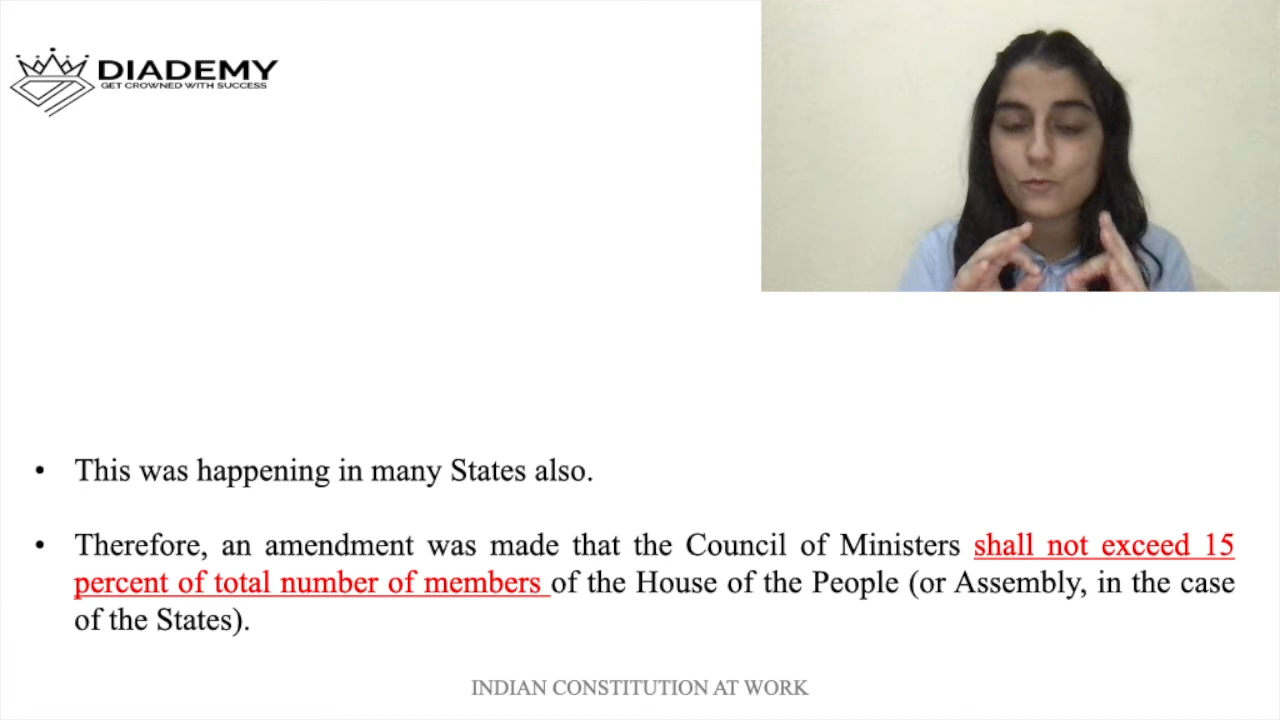 DIADEMY
GET CROWNED WITH SUCCESS
• This was happening in many States also.
• Therefore, an amendment was made that the Council of Ministers shall not exceed 15
percent of total number of members of the House of the People (or Assembly, in the case
of the States).
INDIAN CONSTITUTION AT WORK